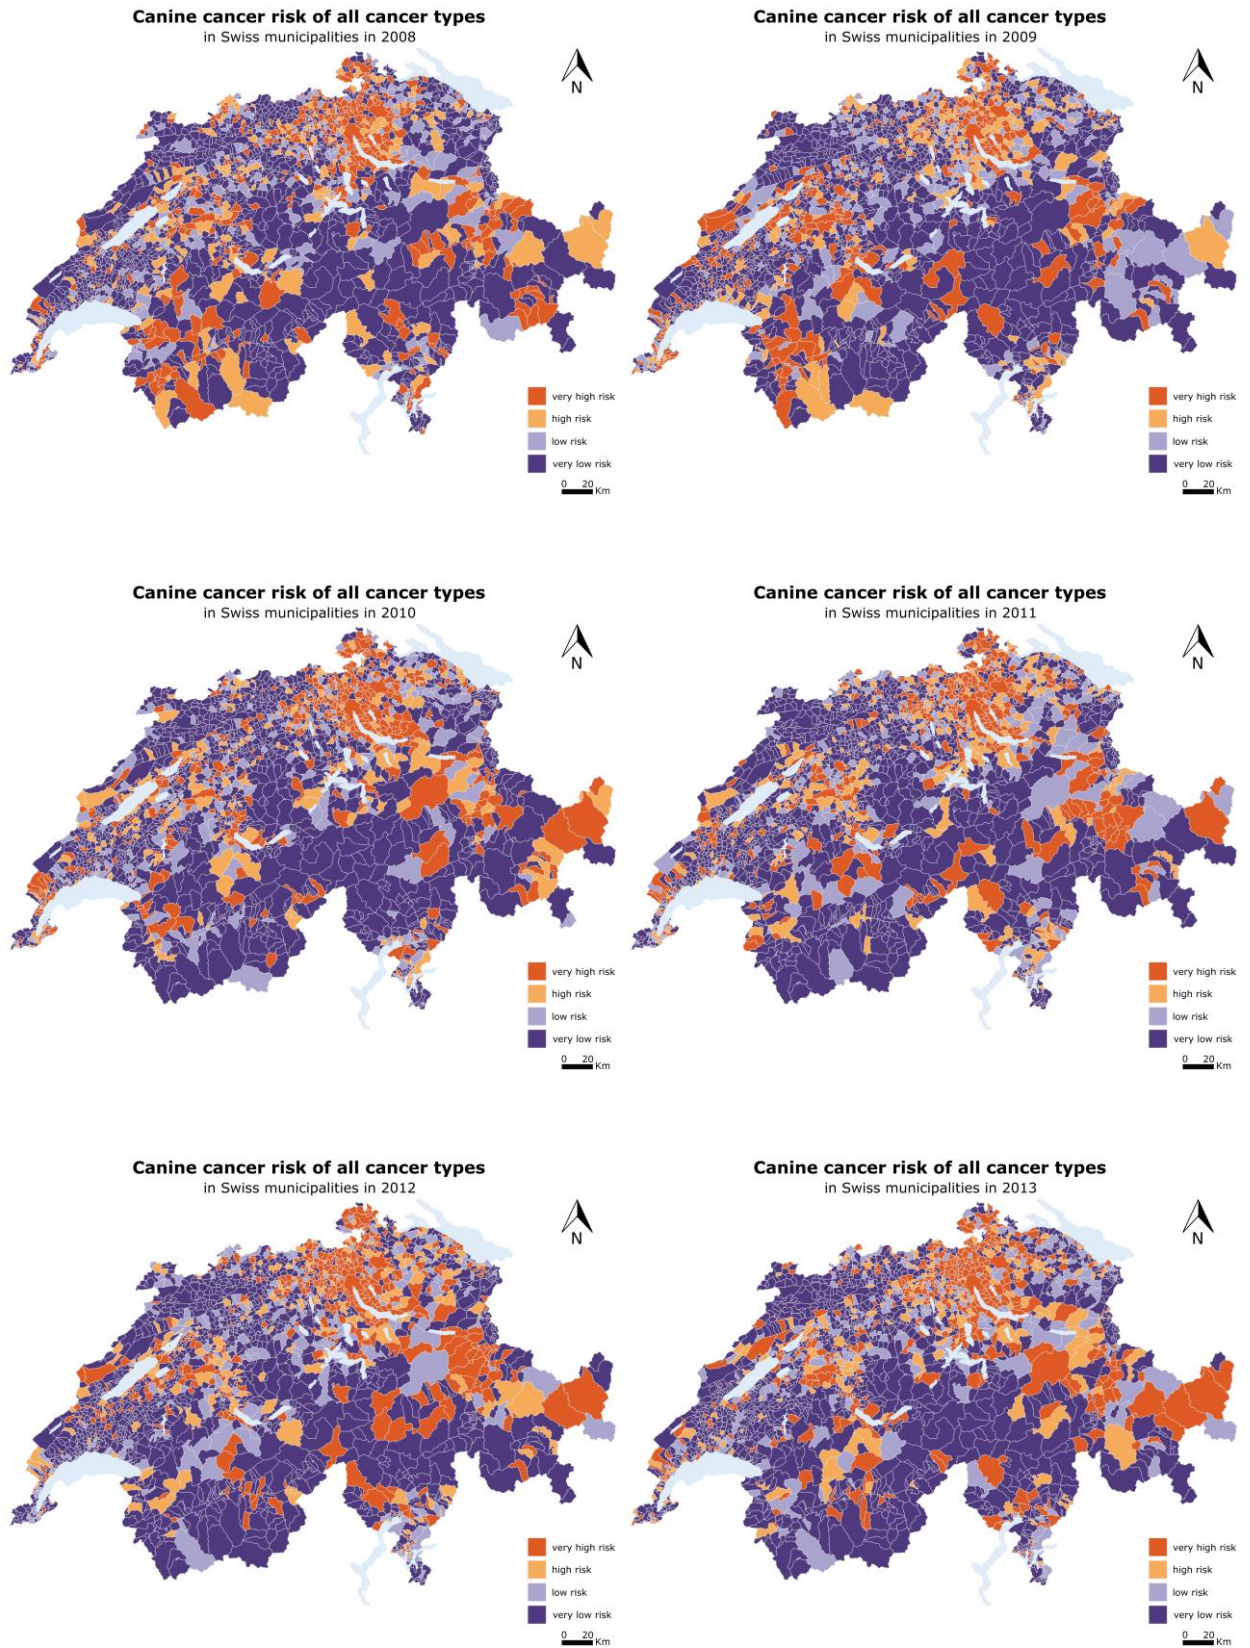 Canine cancer risk of all cancer types
in Swiss municipalities in 2008
N
very high risk
high risk
low risk
very low risk
0 20
Km
Canine cancer risk of all cancer types
in Swiss municipalities in 2009
N
very high risk
high risk
low risk
very low risk
0 20
Km
Canine cancer risk of all cancer types
in Swiss municipalities in 2010
N
very high risk
high risk
low risk
very low risk
0 20
Km
Canine cancer risk of all cancer types
in Swiss municipalities in 2011
N
very high risk
high risk
low risk
very low risk
0 20
Km
Canine cancer risk of all cancer types
in Swiss municipalities in 2012
N
very high risk
high risk
low risk
very low risk
0 20
Km
Canine cancer risk of all cancer types
in Swiss municipalities in 2013
N
very high risk
high risk
low risk
very low risk
0 20
Km